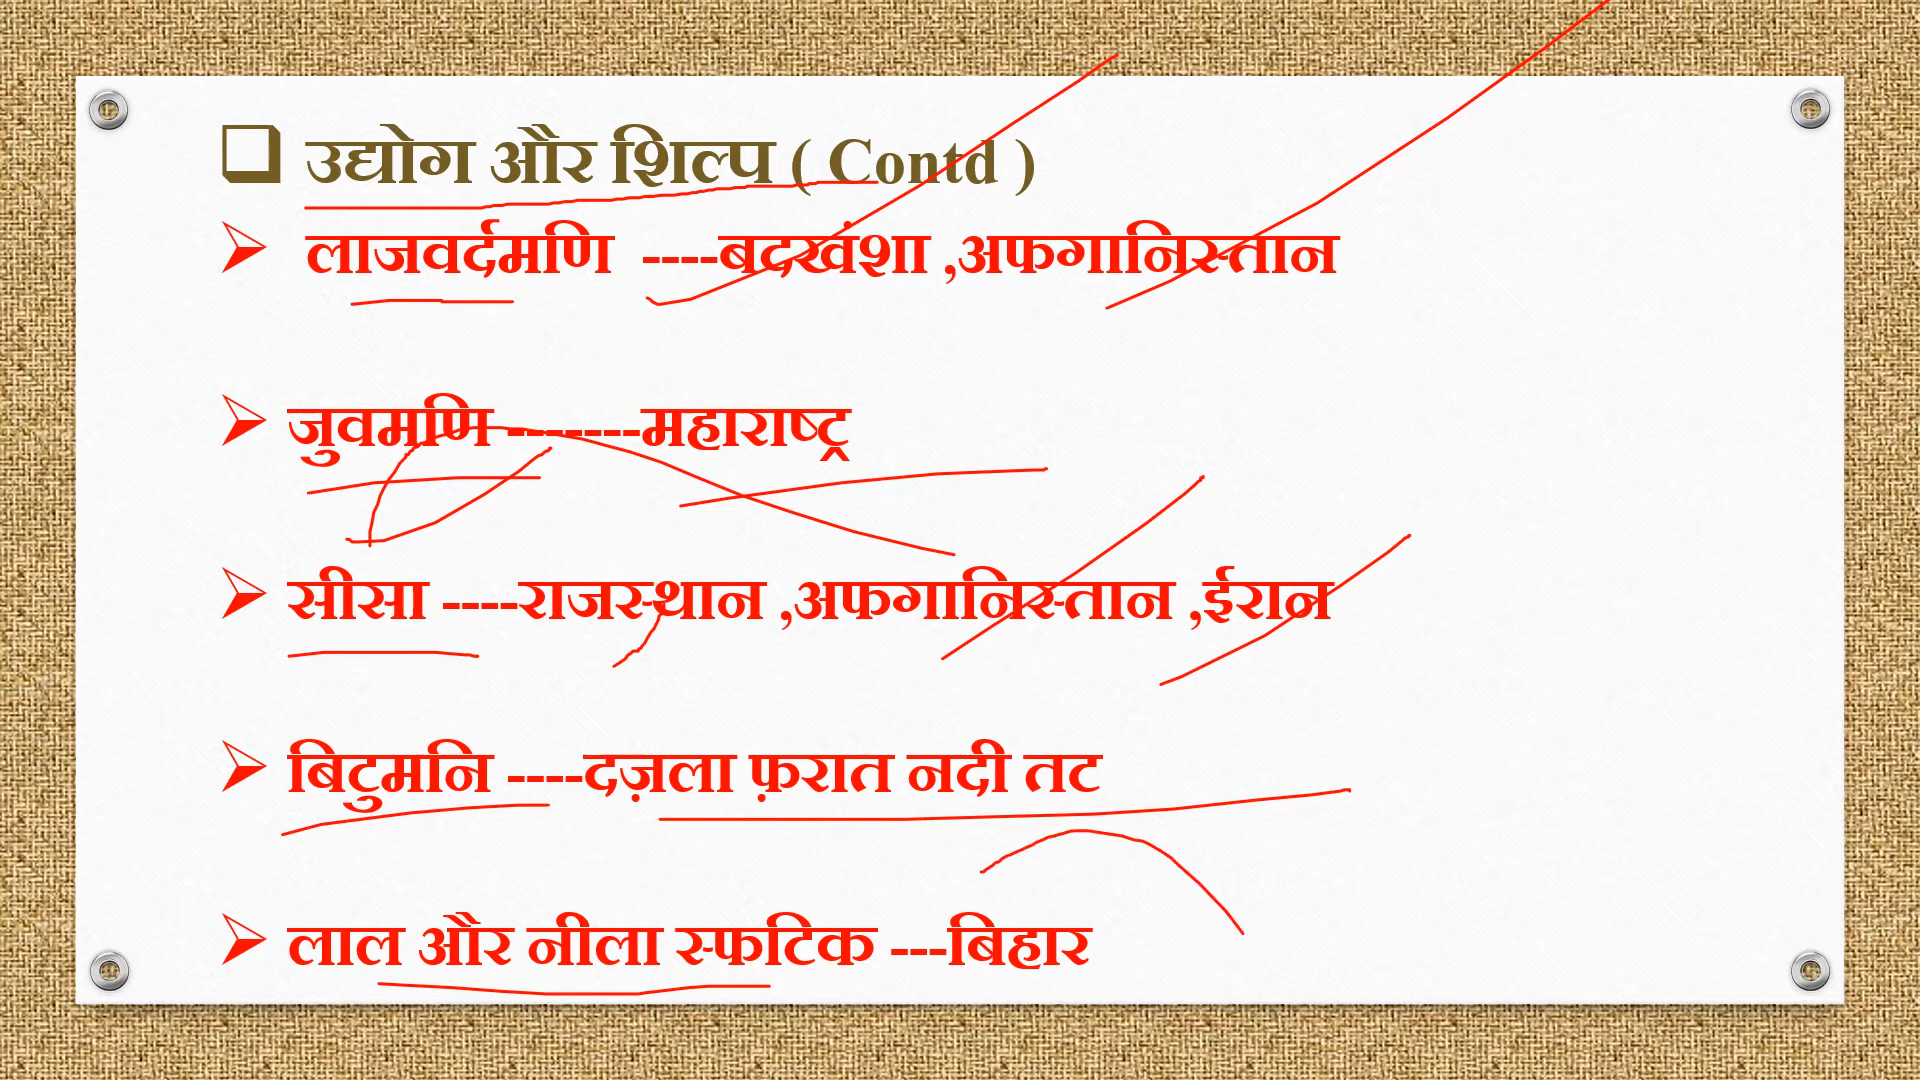 उद्योग और शिल्प ( Contd )
लाजवर्दमणि ----बदखंशा ,अफगानिस्तान
जुवमणि -------महाराष्ट्र
सीसा ----राजस्थान ,अफगानिस्तान ,ईरान
बिटुमनि ----दज़ला फ़रात नदी तट
लाल और नीला स्फटिक ---बिहार